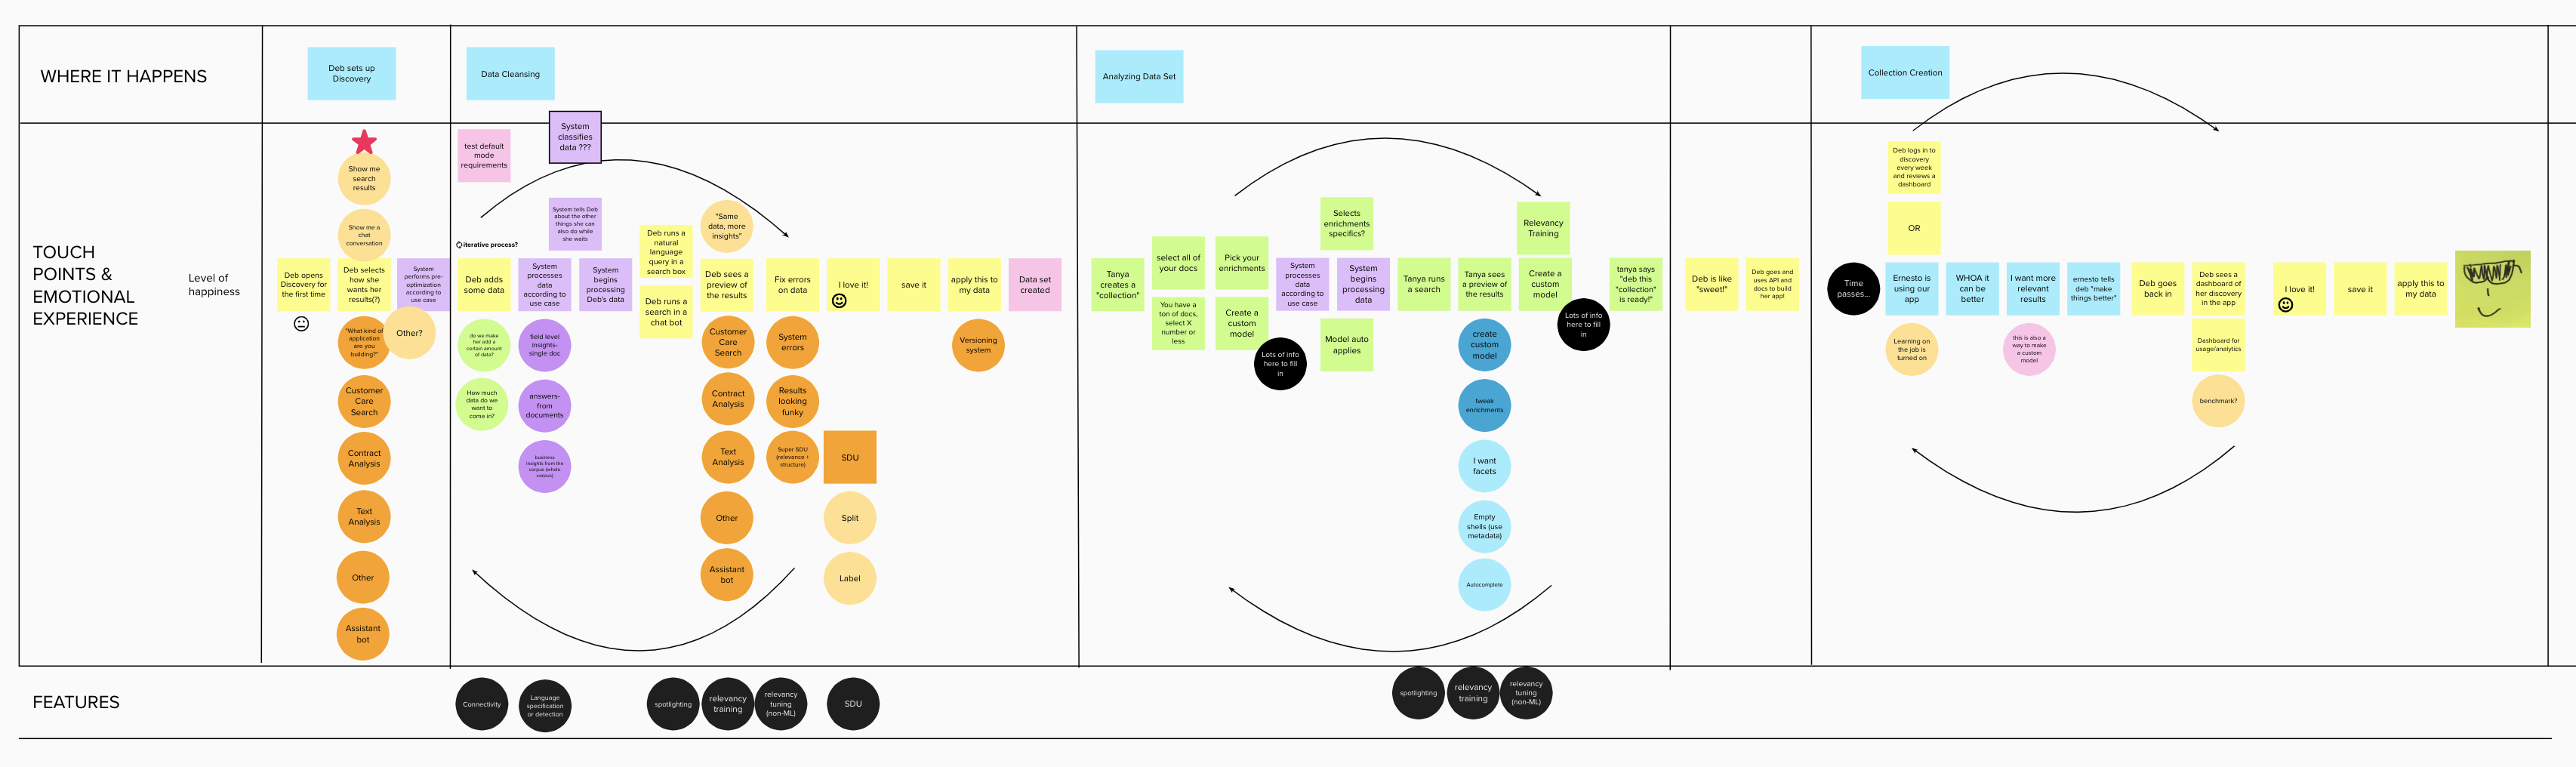 WHERE IT HAPPENS
Deb sets up
Discovery
Data Cleansing
Analyzing Data Set
Collection Creation
TOUCH
POINTS &
EMOTIONAL
EXPERIENCE
Level of
happiness
Show me
search
results
Show me a
chat
conversation
Deb opens
Discovery for
the first time
Deb selects
how she
wants her
results(?)
System
performs pre-
optimization
according to
use case
"What kind of
application
are you
building?"
Other?
Customer
Care
Search
Contract
Analysis
Text
Analysis
Other
Assistant
bot
test default
mode
requirements
System
classifies
data ???
System tells Deb
about the other
things she can
also do while
she waits
iterative process?
Deb adds
some data
System
processes
data
according to
use case
System
begins
processing
Deb's data
Deb runs a
natural
language
query in a
search box
Deb runs a
search in a
chat bot
"Same
data, more
insights"
Deb sees a
preview of
the results
Fix errors
on data
I love it!
save it
apply this to
my data
Data set
created
do we make
her add a
certain amount
of data?
How much
data do we
want to
come in?
field level
insights-
single doc
answers-
from
documents
business
insights from the
corpus (whole
corpus)
Customer
Care
Search
Contract
Analysis
Text
Analysis
Other
Assistant
bot
System
errors
Results
looking
funky
Super SDU
(relevance +
structure)
SDU
Split
Label
Versioning
system
Tanya
creates a
"collection"
select all of
your docs
You have a
ton of docs,
select X
number or
less
Pick your
enrichments
Create a
custom
model
Lots of info
here to fill
in
System
processes data
according to
use case
Selects
enrichments
specifics?
System
begins
processing
data
Model auto
applies
Tanya runs
a search
Tanya sees
a preview of
the results
create
custom
model
tweak
enrichments
I want
facets
Empty
shells (use
metadata)
Autocomplete
Relevancy
Training
Create a
custom
model
Lots of info
here to fill
in
tanya says
"deb this
"collection"
is ready!"
Deb is like
"sweet!"
Deb goes and
uses API and
docs to build
her app!
Time
passes...
Deb logs in to
discovery
every week
and reviews a
dashboard
OR
Ernesto is
using our
app
Learning on
the job is
turned on
WHOA it
can be
better
I want more
relevant
results
this is also a
way to make
a custom
model
ernesto tells
deb "make
things better"
Deb goes
back in
Deb sees a
dashboard of
her discovery
in the app
Dashboard for
usage/analytics
benchmark?
I love it!
save it
apply this to
my data
FEATURES
Connectivity
Language
specification
or detection
spotlighting
relevancy
training
relevancy
tuning
(non-ML)
SDU
spotlighting
relevancy
training
relevancy
tuning
(non-ML)